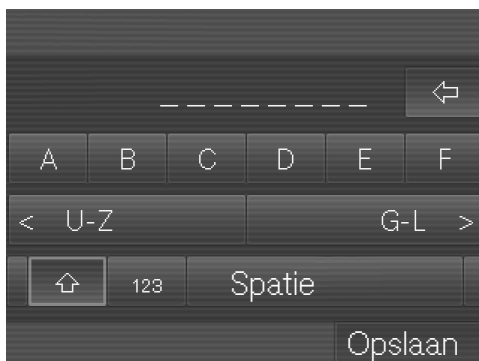 _ _ _ _ _ _ _ _
A B C D E F
< U-Z G-L >
123 Spatie
Opslaan